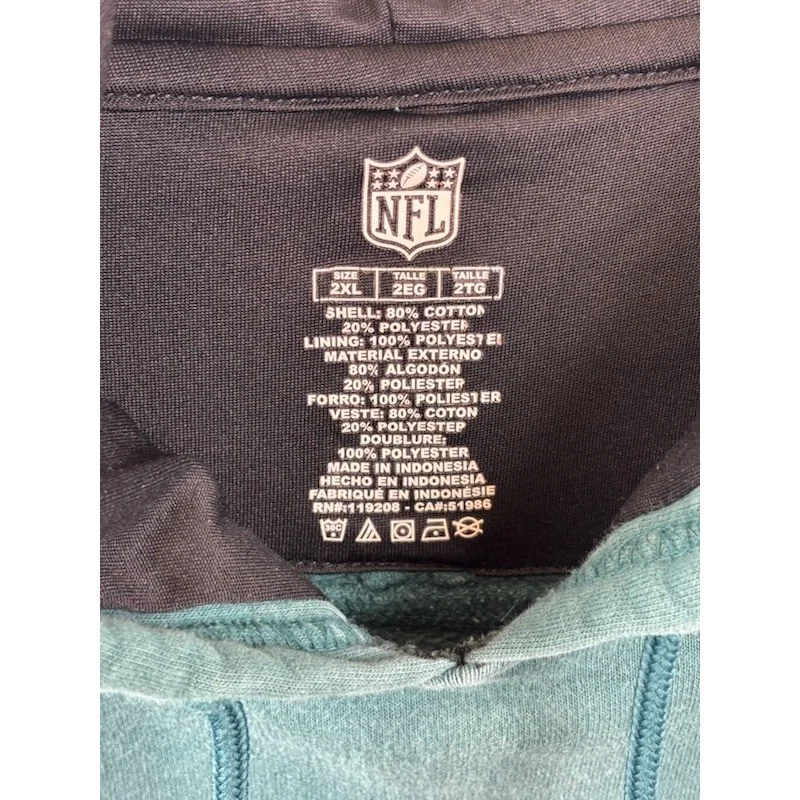 NFL
SIZE TALLE TAILLE
2XL 2EG 2TG
SHELL: 80% COTTON
20% POLYESTER
LINING: 100% POLYESTER
MATERIAL EXTERNO
80% ALGODÓN
20% POLIESTER
FORRO: 100% POLIESTER
VESTE: 80% COTON
20% POLYESTER
DOUBLURE:
100% POLYESTER
MADE IN INDONESIA
HECHO EN INDONESIA
FABRIQUÉ EN INDONÉSIE
RN#:119208 - CA#:51986
30C